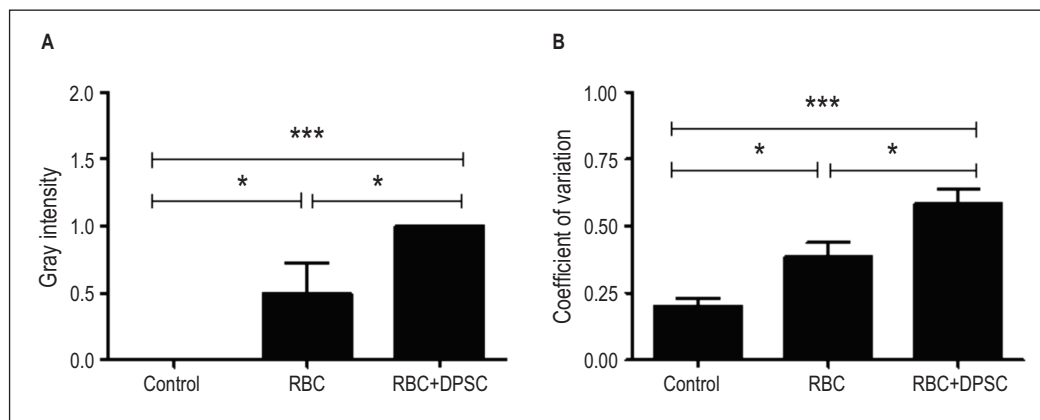 A
Gray intensity
2.0
1.5
1.0
0.5
0.0
***
*
*
Control
RBC
RBC+DPSC
B
Coefficient of variation
1.00
0.75
0.50
0.25
0.00
***
*
*
Control
RBC
RBC+DPSC